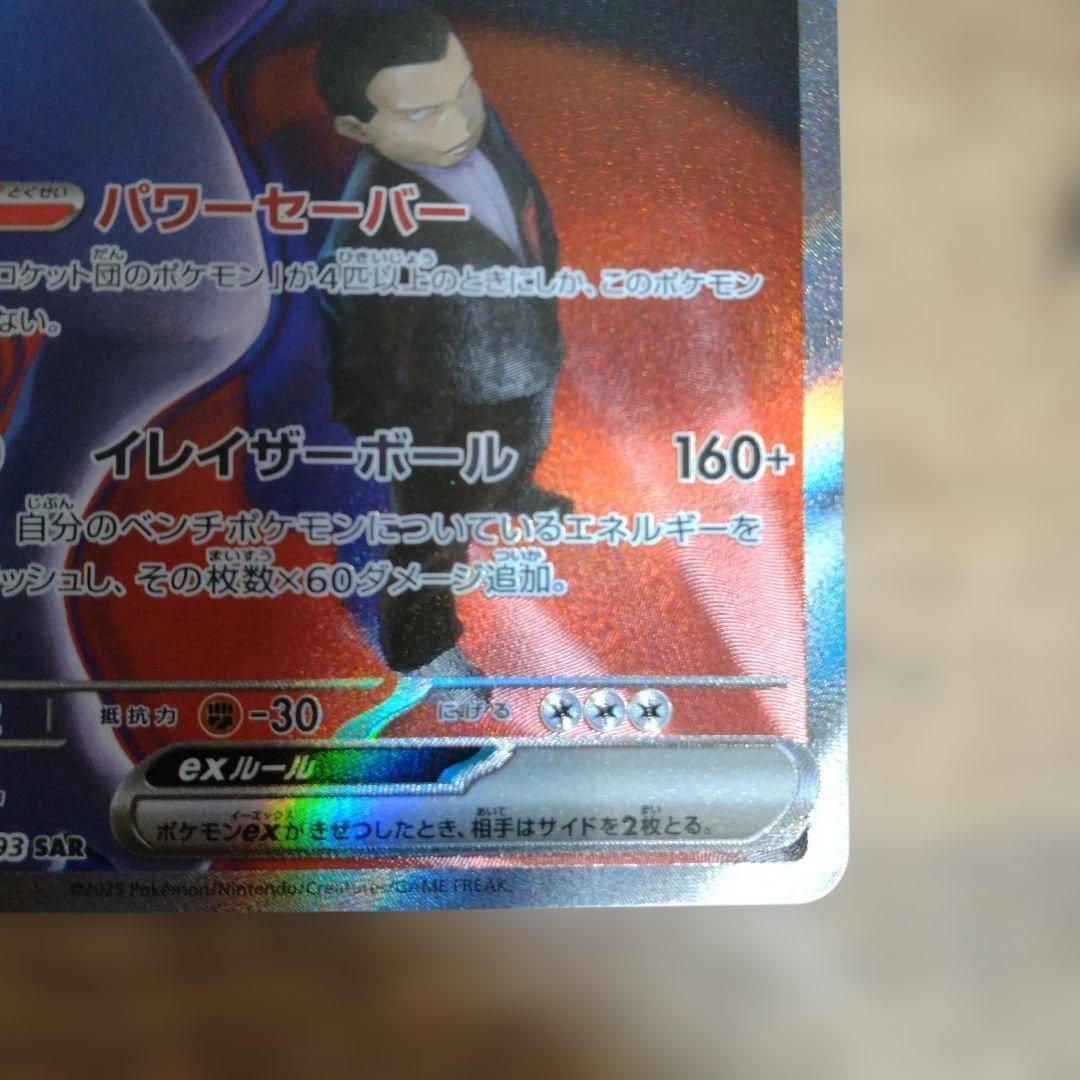 とくせい パワーセーバー
ロケット団のポケモン」が4匹以上のときにしか、このポケモン
ない。
イレイザーボール 160+
自分のベンチポケモンについているエネルギーを
ッシュし、その枚数×60ダメージ追加。
抵抗力 -30 にげる
exルール
ポケモンexがきぜつしたとき、相手はサイドを2枚とる。
93 SAR
©2025 Pokémon/Nintendo/Creatures/GAME FREAK.